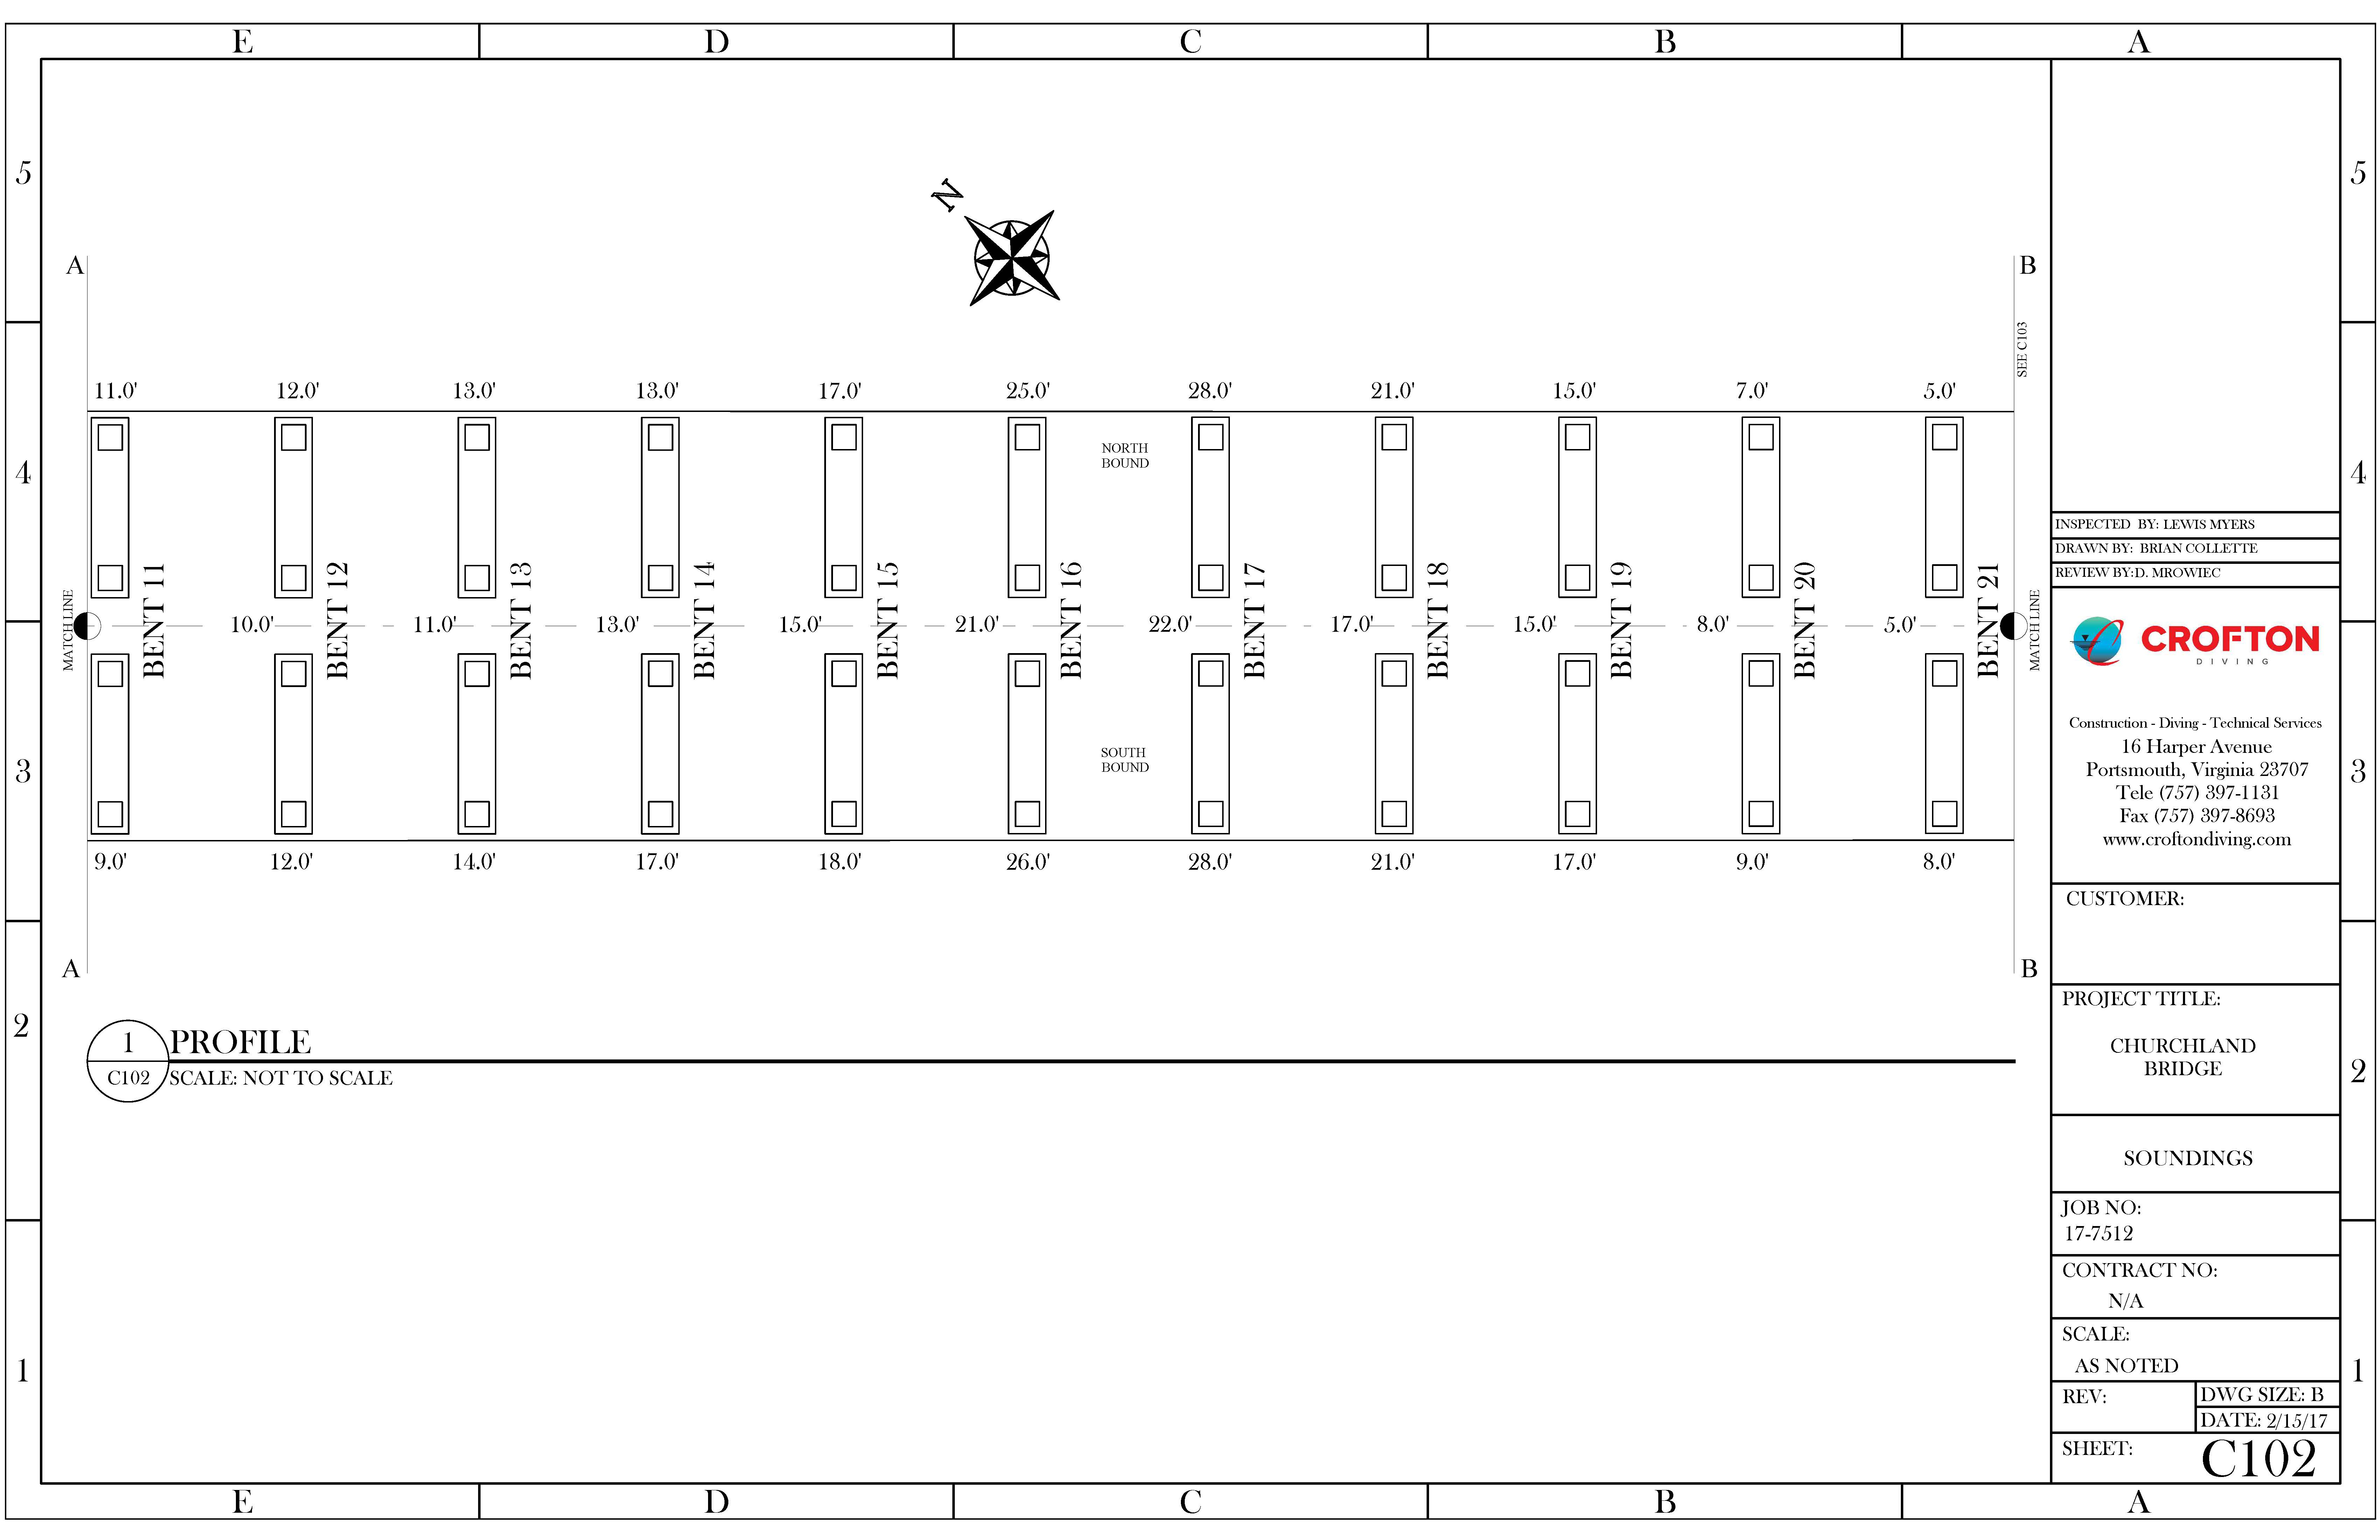 E D C B A
5 5
N
A B
SEE C103
11.0' 12.0' 13.0' 13.0' 17.0' 25.0' 28.0' 21.0' 15.0' 7.0' 5.0'
NORTH
BOUND
4 4
INSPECTED BY: LEWIS MYERS
DRAWN BY: BRIAN COLLETTE
REVIEW BY: D. MROWIEC
MATCH LINE
BENT 11 BENT 12 BENT 13 BENT 14 BENT 15 BENT 16 BENT 17 BENT 18 BENT 19 BENT 20 BENT 21
MATCH LINE
10.0' 11.0' 13.0' 15.0' 21.0' 22.0' 17.0' 15.0' 8.0' 5.0'
CROFTON
DIVING
SOUTH
BOUND
3 3
Construction - Diving - Technical Services
16 Harper Avenue
Portsmouth, Virginia 23707
Tele (757) 397-1131
Fax (757) 397-8693
www.croftondiving.com
9.0' 12.0' 14.0' 17.0' 18.0' 26.0' 28.0' 21.0' 17.0' 9.0' 8.0'
CUSTOMER:
A B
PROJECT TITLE:
CHURCHLAND
BRIDGE
2 2
1 PROFILE
C102 SCALE: NOT TO SCALE
SOUNDINGS
JOB NO:
17-7512
CONTRACT NO:
N/A
SCALE:
AS NOTED
1 1
REV:
DWG SIZE: B
DATE: 2/15/17
SHEET:
C102
E D C B A